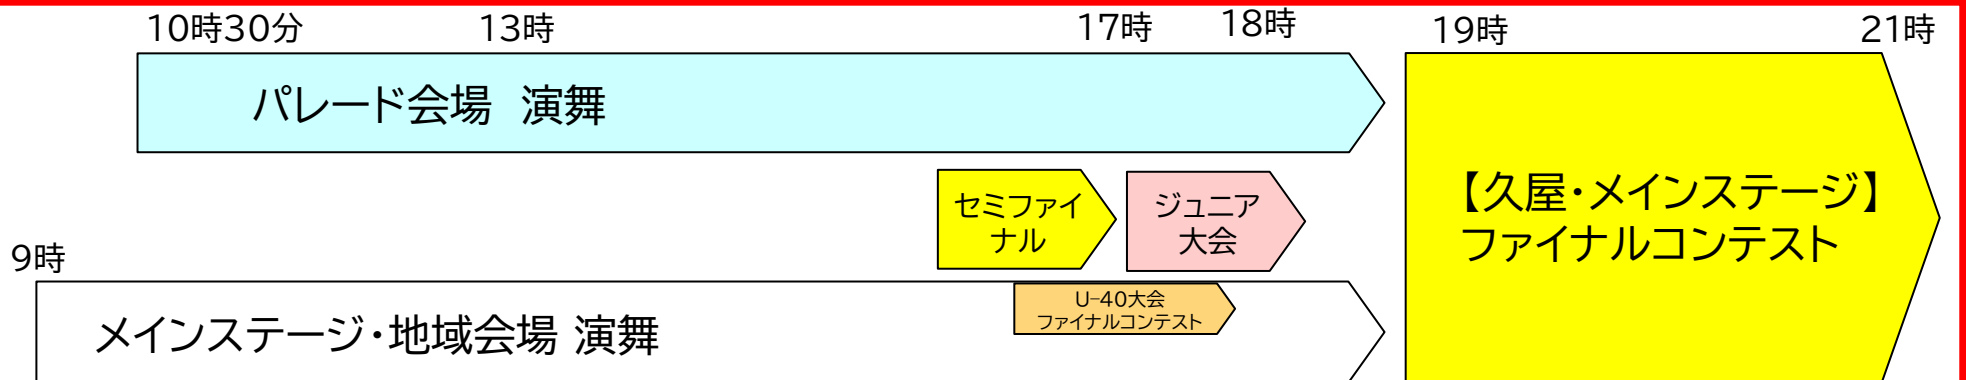 10時30分
13時
17時
18時
19時
21時
パレード会場　演舞
セミファイ
ナル
ジュニア
大会
【久屋・メインステージ】
ファイナルコンテスト
9時
メインステージ・地域会場 演舞
U-40大会
ファイナルコンテスト